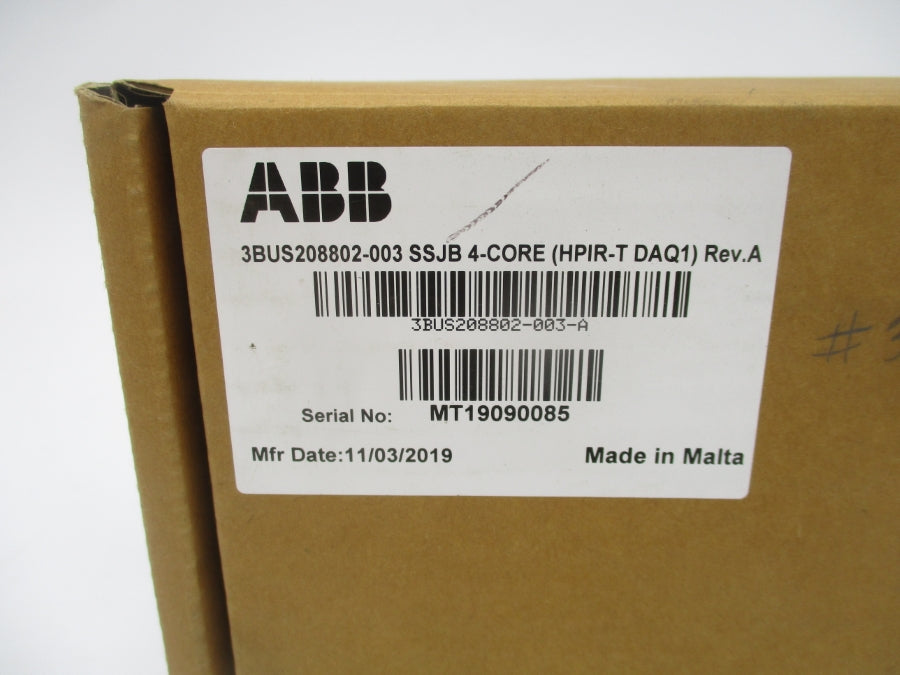 ABB
3BUS208802-003 SSJB 4-CORE (HPIR-T DAQ1) Rev.A
3BUS208802-003-A
Serial No: MT19090085
Mfr Date:11/03/2019 Made in Malta
#